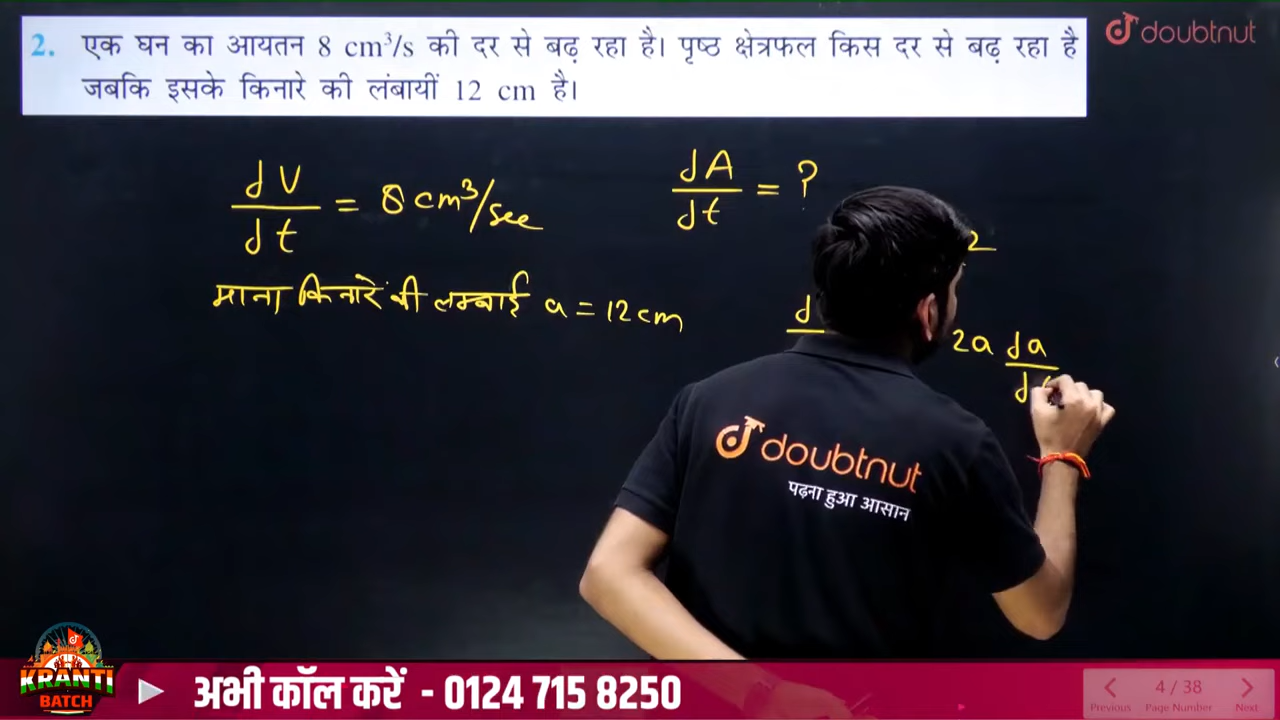 doubtnut
2. एक घन का आयतन 8 cm³/s की दर से बढ़ रहा है। पृष्ठ क्षेत्रफल किस दर से बढ़ रहा है
जबकि इसके किनारे की लंबायीं 12 cm है।
dV/dt = 8 cm³/sec
dA/dt = ?
2
माना किनारे की लम्बाई a = 12 cm
d
2a da/d
doubtnut
पढ़ना हुआ आसान
KRANTI
BATCH
अभी कॉल करें - 0124 715 8250
4 / 38
Previous Page Number Next